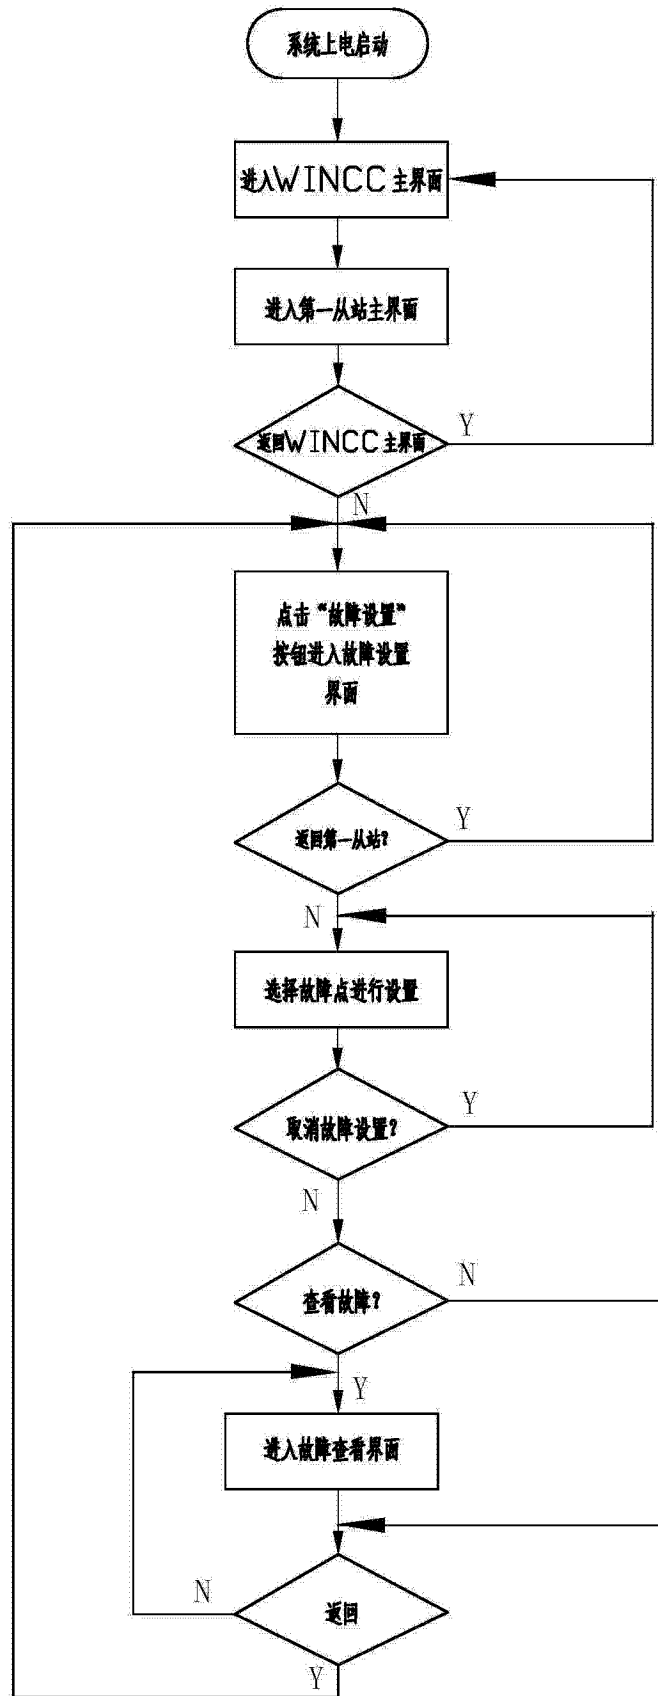 系统上电启动
进入WINCC主界面
进入第一从站主界面
返回WINCC主界面
Y
N
点击“故障设置”
按钮进入故障设置
界面
返回第一从站?
Y
N
选择故障点进行设置
取消故障设置?
Y
N
查看故障?
N
Y
进入故障查看界面
返回
N
Y